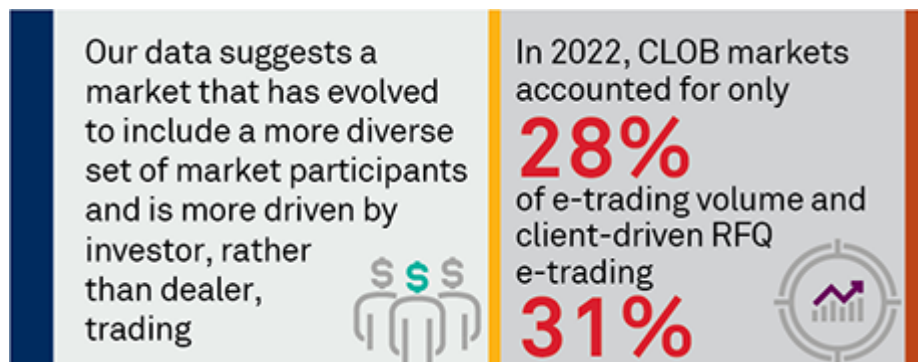 Our data suggests a
market that has evolved
to include a more diverse
set of market participants
and is more driven by
investor, rather
than dealer,
trading
$ $ $
In 2022, CLOB markets
accounted for only
28%
of e-trading volume and
client-driven RFQ
e-trading
31%